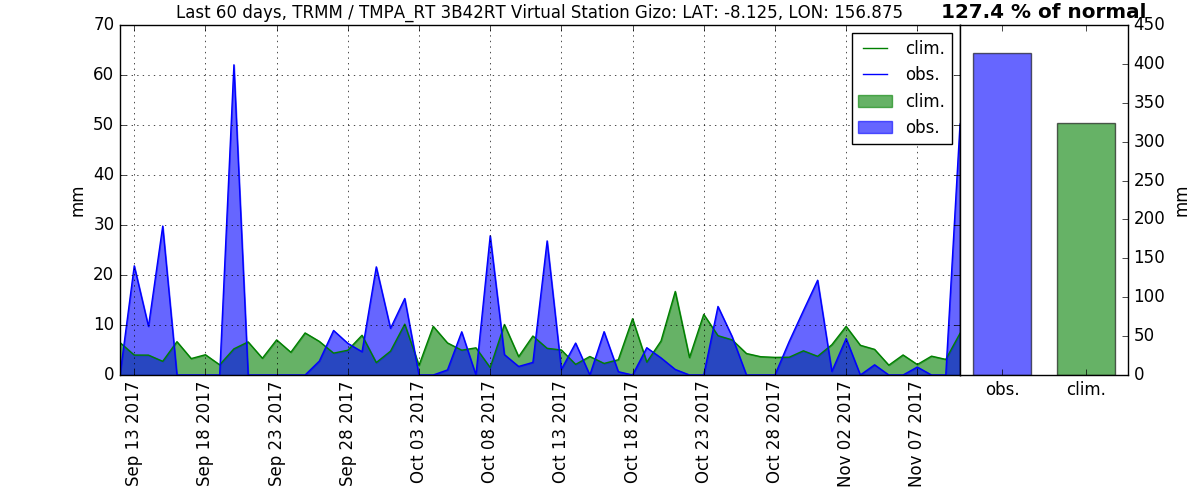 Last 60 days, TRMM / TMPA_RT 3B42RT Virtual Station Gizo: LAT: -8.125, LON: 156.875
127.4 % of normal
70
60
50
40
30
20
10
0
mm
clim.
obs.
clim.
obs.
450
400
350
300
250
200
150
100
50
0
mm
obs.
clim.
Sep 13 2017
Sep 18 2017
Sep 23 2017
Sep 28 2017
Oct 03 2017
Oct 08 2017
Oct 13 2017
Oct 18 2017
Oct 23 2017
Oct 28 2017
Nov 02 2017
Nov 07 2017